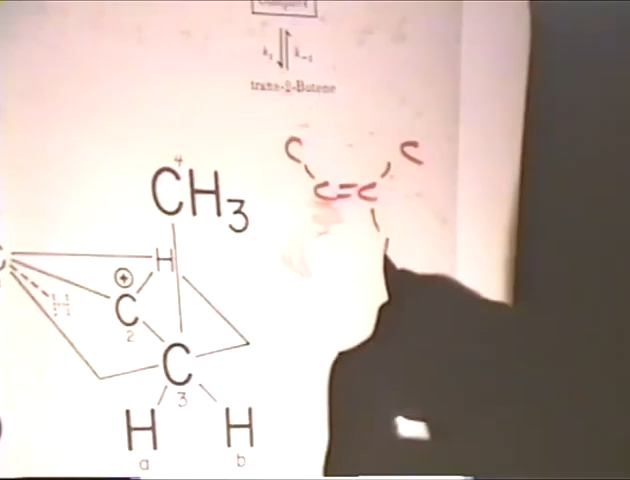 k₁ k₋₁
trans-2-Butene
C C
C=C
4
CH₃
H
⊕
H
C
2
C
3
H H
a b